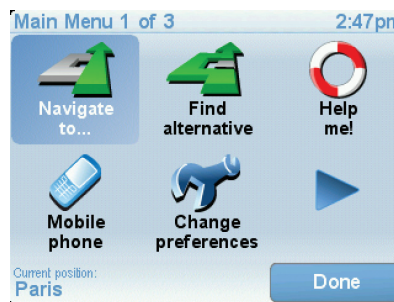 Main Menu 1 of 3 2:47pm
Navigate to...
Find alternative
Help me!
Mobile phone
Change preferences
Current position:
Paris
Done